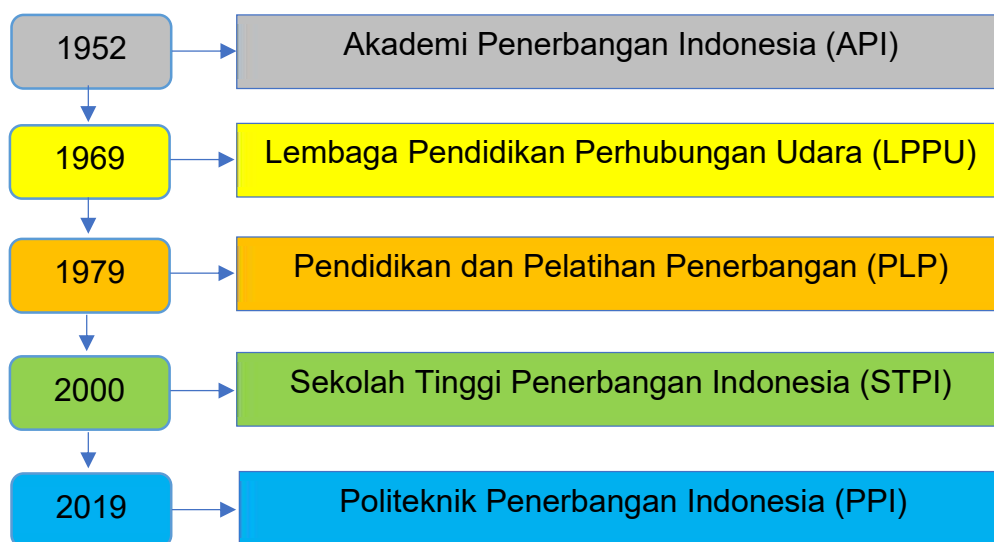 1952
Akademi Penerbangan Indonesia (API)
1969
Lembaga Pendidikan Perhubungan Udara (LPPU)
1979
Pendidikan dan Pelatihan Penerbangan (PLP)
2000
Sekolah Tinggi Penerbangan Indonesia (STPI)
2019
Politeknik Penerbangan Indonesia (PPI)